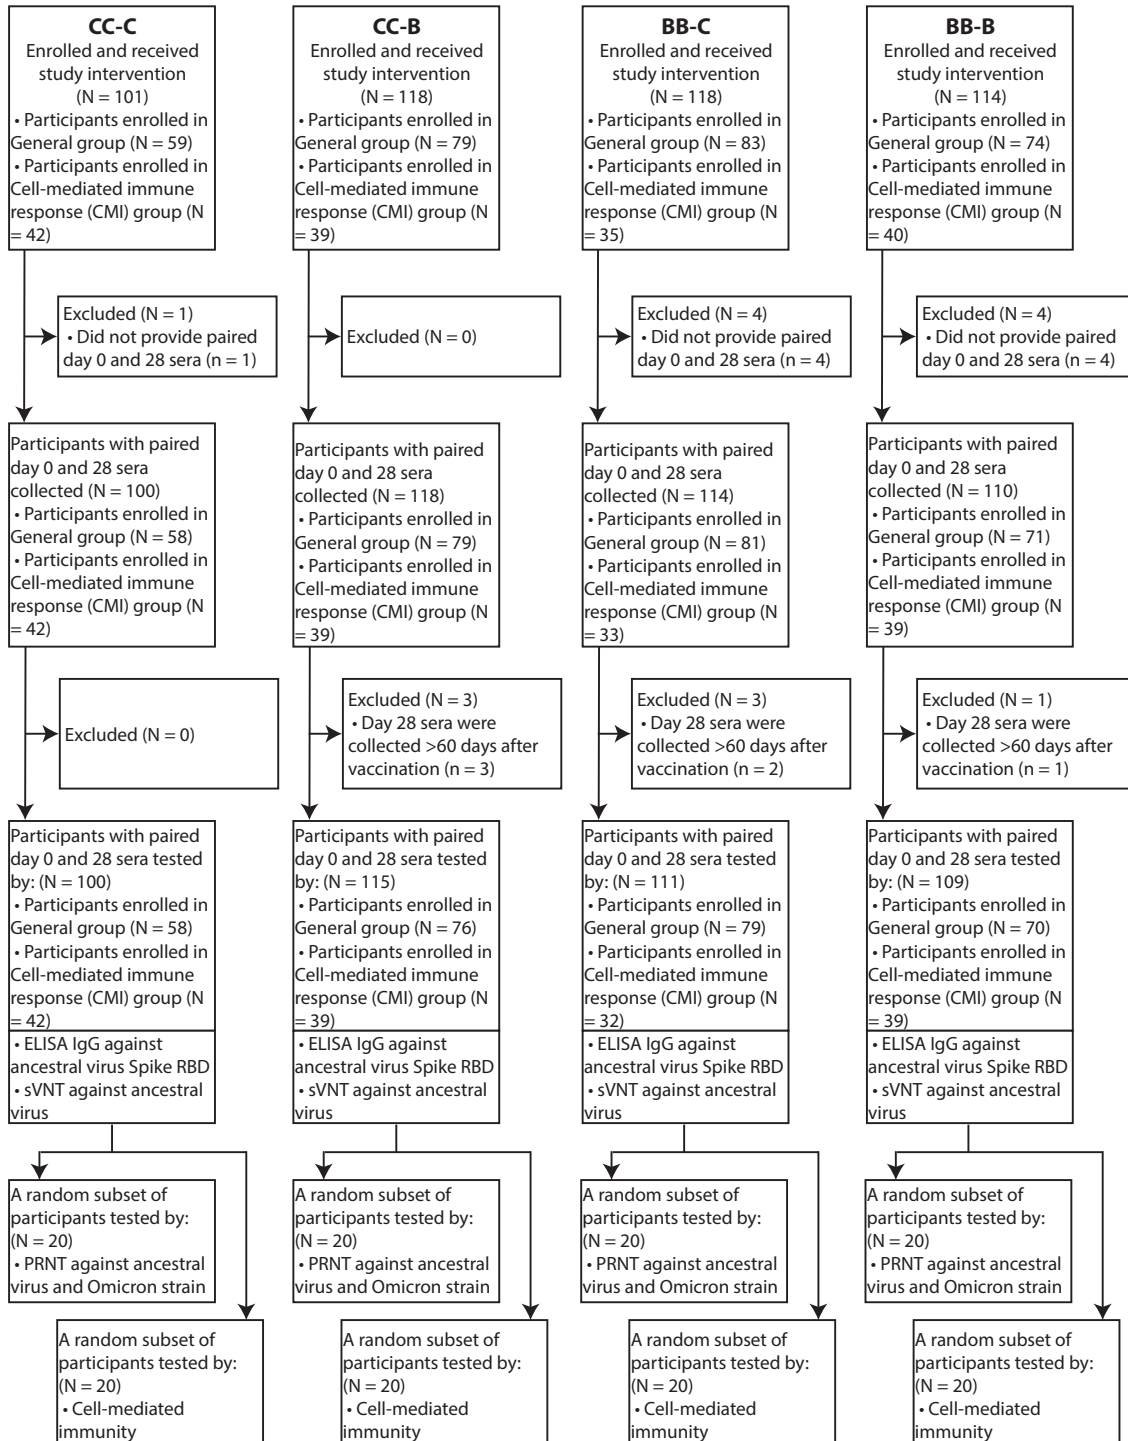 CC-C
Enrolled and received
study intervention
(N = 101)
• Participants enrolled in
General group (N = 59)
• Participants enrolled in
Cell-mediated immune
response (CMI) group (N
= 42)
Excluded (N = 1)
• Did not provide paired
day 0 and 28 sera (n = 1)
Participants with paired
day 0 and 28 sera
collected (N = 100)
• Participants enrolled in
General group (N = 58)
• Participants enrolled in
Cell-mediated immune
response (CMI) group (N
= 42)
Excluded (N = 0)
Participants with paired
day 0 and 28 sera tested
by: (N = 100)
• Participants enrolled in
General group (N = 58)
• Participants enrolled in
Cell-mediated immune
response (CMI) group (N
= 42)
• ELISA IgG against
ancestral virus Spike RBD
• sVNT against ancestral
virus
A random subset of
participants tested by:
(N = 20)
• PRNT against ancestral
virus and Omicron strain
A random subset of
participants tested by:
(N = 20)
• Cell-mediated
immunity
CC-B
Enrolled and received
study intervention
(N = 118)
• Participants enrolled in
General group (N = 79)
• Participants enrolled in
Cell-mediated immune
response (CMI) group (N
= 39)
Excluded (N = 0)
Participants with paired
day 0 and 28 sera
collected (N = 118)
• Participants enrolled in
General group (N = 79)
• Participants enrolled in
Cell-mediated immune
response (CMI) group (N
= 39)
Excluded (N = 3)
• Day 28 sera were
collected >60 days after
vaccination (n = 3)
Participants with paired
day 0 and 28 sera tested
by: (N = 115)
• Participants enrolled in
General group (N = 76)
• Participants enrolled in
Cell-mediated immune
response (CMI) group (N
= 39)
• ELISA IgG against
ancestral virus Spike RBD
• sVNT against ancestral
virus
A random subset of
participants tested by:
(N = 20)
• PRNT against ancestral
virus and Omicron strain
A random subset of
participants tested by:
(N = 20)
• Cell-mediated
immunity
BB-C
Enrolled and received
study intervention
(N = 118)
• Participants enrolled in
General group (N = 83)
• Participants enrolled in
Cell-mediated immune
response (CMI) group (N
= 35)
Excluded (N = 4)
• Did not provide paired
day 0 and 28 sera (n = 4)
Participants with paired
day 0 and 28 sera
collected (N = 114)
• Participants enrolled in
General group (N = 81)
• Participants enrolled in
Cell-mediated immune
response (CMI) group (N
= 33)
Excluded (N = 3)
• Day 28 sera were
collected >60 days after
vaccination (n = 2)
Participants with paired
day 0 and 28 sera tested
by: (N = 111)
• Participants enrolled in
General group (N = 79)
• Participants enrolled in
Cell-mediated immune
response (CMI) group (N
= 32)
• ELISA IgG against
ancestral virus Spike RBD
• sVNT against ancestral
virus
A random subset of
participants tested by:
(N = 20)
• PRNT against ancestral
virus and Omicron strain
A random subset of
participants tested by:
(N = 20)
• Cell-mediated
immunity
BB-B
Enrolled and received
study intervention
(N = 114)
• Participants enrolled in
General group (N = 74)
• Participants enrolled in
Cell-mediated immune
response (CMI) group (N
= 40)
Excluded (N = 4)
• Did not provide paired
day 0 and 28 sera (n = 4)
Participants with paired
day 0 and 28 sera
collected (N = 110)
• Participants enrolled in
General group (N = 71)
• Participants enrolled in
Cell-mediated immune
response (CMI) group (N
= 39)
Excluded (N = 1)
• Day 28 sera were
collected >60 days after
vaccination (n = 1)
Participants with paired
day 0 and 28 sera tested
by: (N = 109)
• Participants enrolled in
General group (N = 70)
• Participants enrolled in
Cell-mediated immune
response (CMI) group (N
= 39)
• ELISA IgG against
ancestral virus Spike RBD
• sVNT against ancestral
virus
A random subset of
participants tested by:
(N = 20)
• PRNT against ancestral
virus and Omicron strain
A random subset of
participants tested by:
(N = 20)
• Cell-mediated
immunity